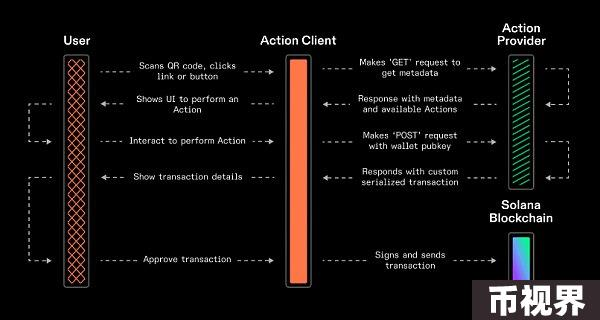 User
Action Client
Action
Provider
Scans QR code, clicks
link or button
Makes 'GET' request to
get metadata
Shows UI to perform an
Action
Response with metadata
and available Actions
Interact to perform Action
Makes 'POST' request
with wallet pubkey
Show transaction details
Responds with custom
serialized transaction
Solana
Blockchain
Approve transaction
Signs and sends
transaction
币视界